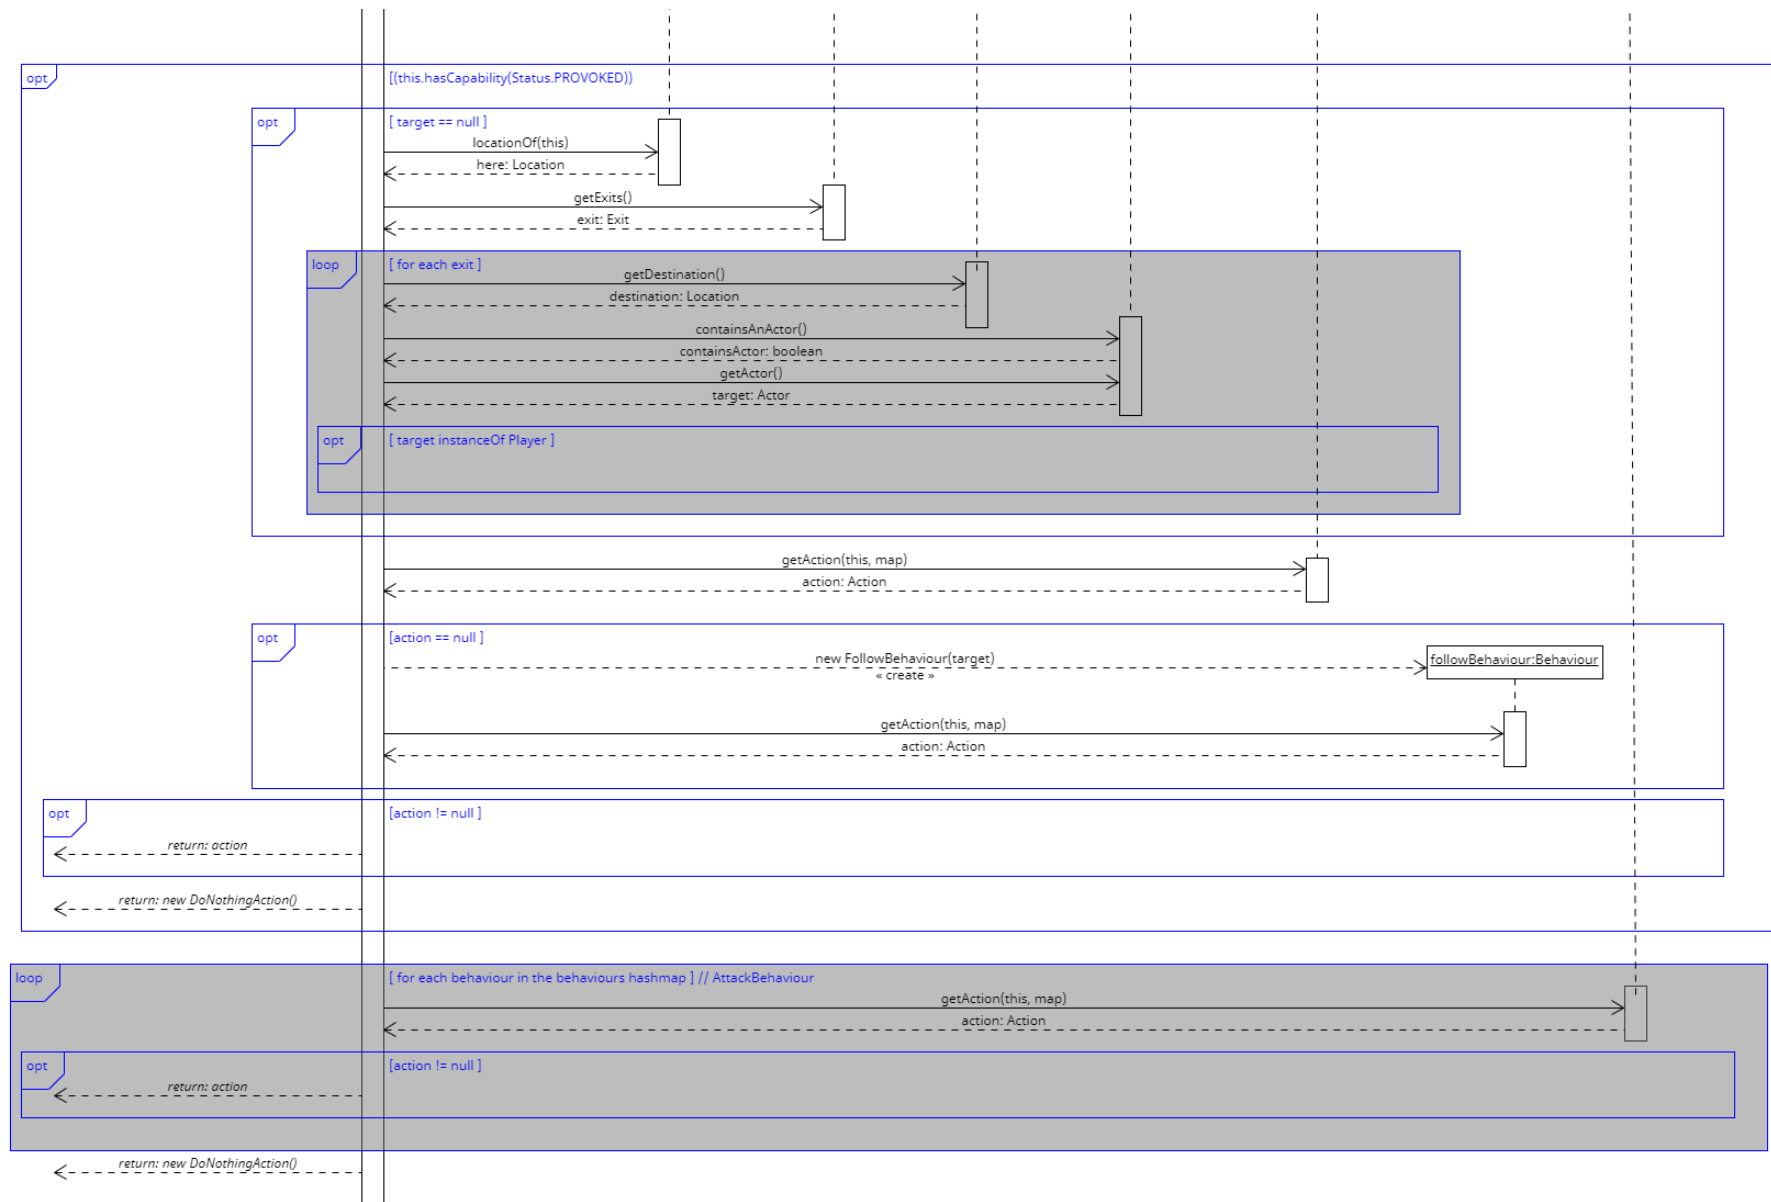 opt
[(this.hasCapability(Status.PROVOKED))
opt
[ target == null ]
locationOf(this)
here: Location
getExits()
exit: Exit
loop
[ for each exit ]
getDestination()
destination: Location
containsAnActor()
containsActor: boolean
getActor()
target: Actor
opt
[ target instanceOf Player ]
getAction(this, map)
action: Action
opt
[action == null ]
new FollowBehaviour(target)
« create »
followBehaviour:Behaviour
getAction(this, map)
action: Action
opt
[action != null ]
return: action
return: new DoNothingAction()
loop
[ for each behaviour in the behaviours hashmap ] // AttackBehaviour
getAction(this, map)
action: Action
opt
[action != null ]
return: action
return: new DoNothingAction()